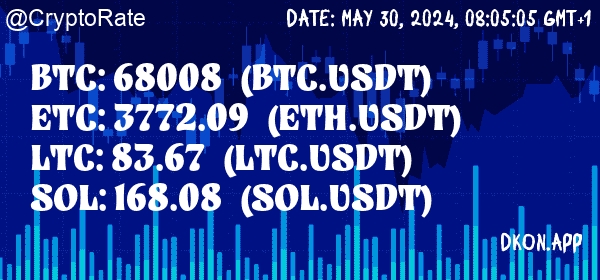 @CryptoRate
DATE: MAY 30, 2024, 08:05:05 GMT+1
BTC: 68008 (BTC.USDT)
ETC: 3772.09 (ETH.USDT)
LTC: 83.67 (LTC.USDT)
SOL: 168.08 (SOL.USDT)
DKON.APP